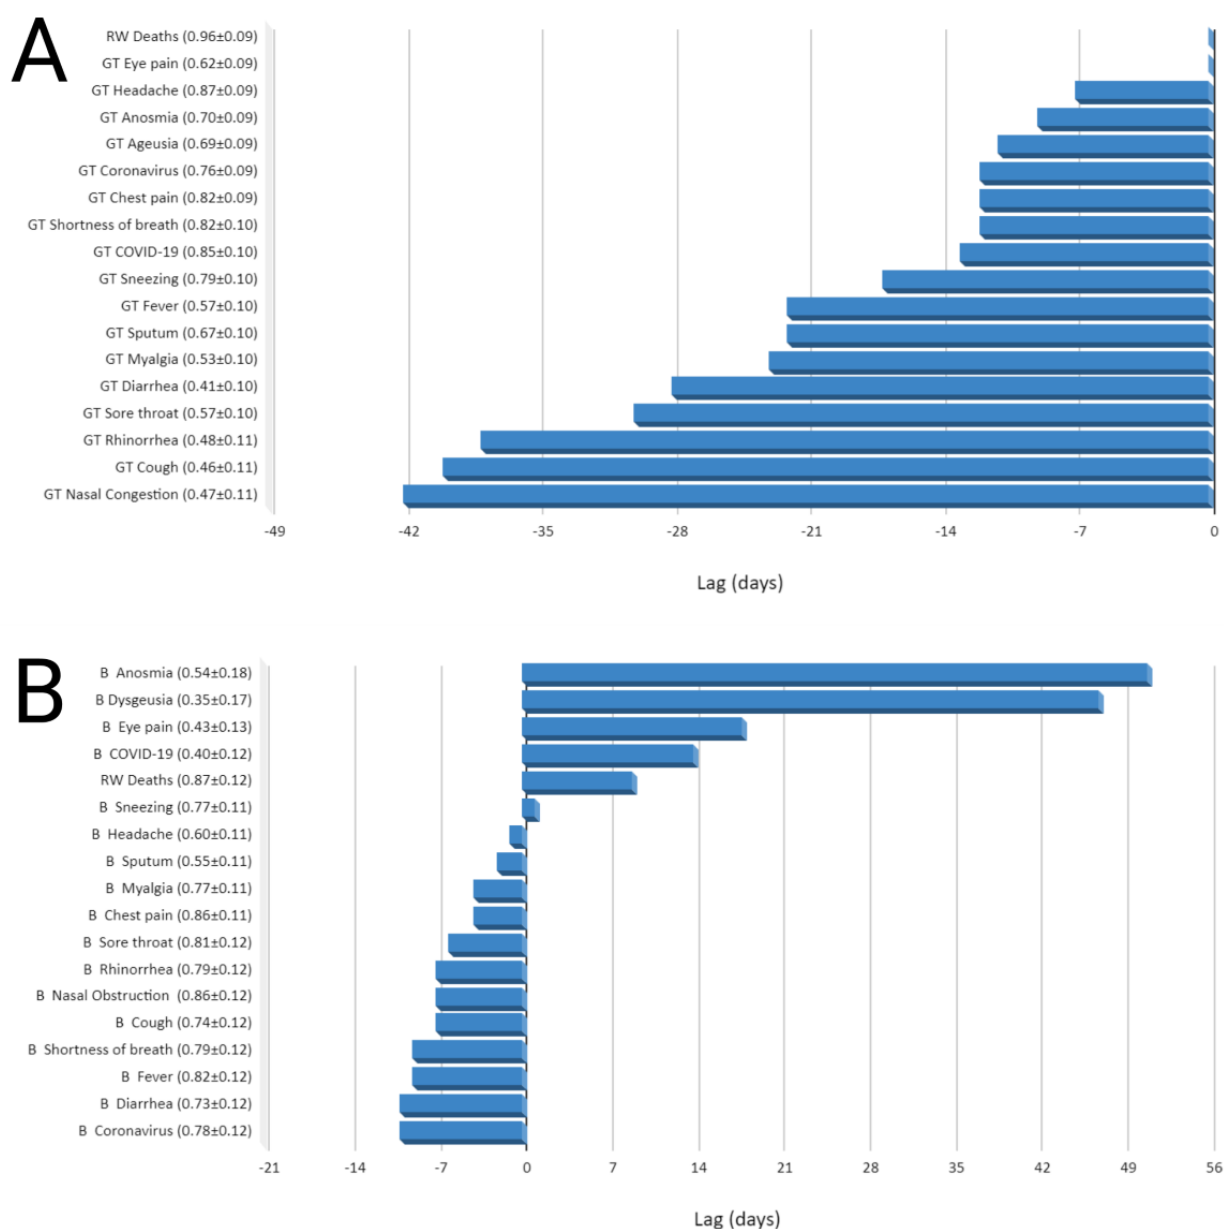 A
RW Deaths (0.96±0.09)
GT Eye pain (0.62±0.09)
GT Headache (0.87±0.09)
GT Anosmia (0.70±0.09)
GT Ageusia (0.69±0.09)
GT Coronavirus (0.76±0.09)
GT Chest pain (0.82±0.09)
GT Shortness of breath (0.82±0.10)
GT COVID-19 (0.85±0.10)
GT Sneezing (0.79±0.10)
GT Fever (0.57±0.10)
GT Sputum (0.67±0.10)
GT Myalgia (0.53±0.10)
GT Diarrhea (0.41±0.10)
GT Sore throat (0.57±0.10)
GT Rhinorrhea (0.48±0.11)
GT Cough (0.46±0.11)
GT Nasal Congestion (0.47±0.11)
-49 -42 -35 -28 -21 -14 -7 0
Lag (days)
B
B Anosmia (0.54±0.18)
B Dysgeusia (0.35±0.17)
B Eye pain (0.43±0.13)
B COVID-19 (0.40±0.12)
RW Deaths (0.87±0.12)
B Sneezing (0.77±0.11)
B Headache (0.60±0.11)
B Sputum (0.55±0.11)
B Myalgia (0.77±0.11)
B Chest pain (0.86±0.11)
B Sore throat (0.81±0.12)
B Rhinorrhea (0.79±0.12)
B Nasal Obstruction (0.86±0.12)
B Cough (0.74±0.12)
B Shortness of breath (0.79±0.12)
B Fever (0.82±0.12)
B Diarrhea (0.73±0.12)
B Coronavirus (0.78±0.12)
-21 -14 -7 0 7 14 21 28 35 42 49 56
Lag (days)